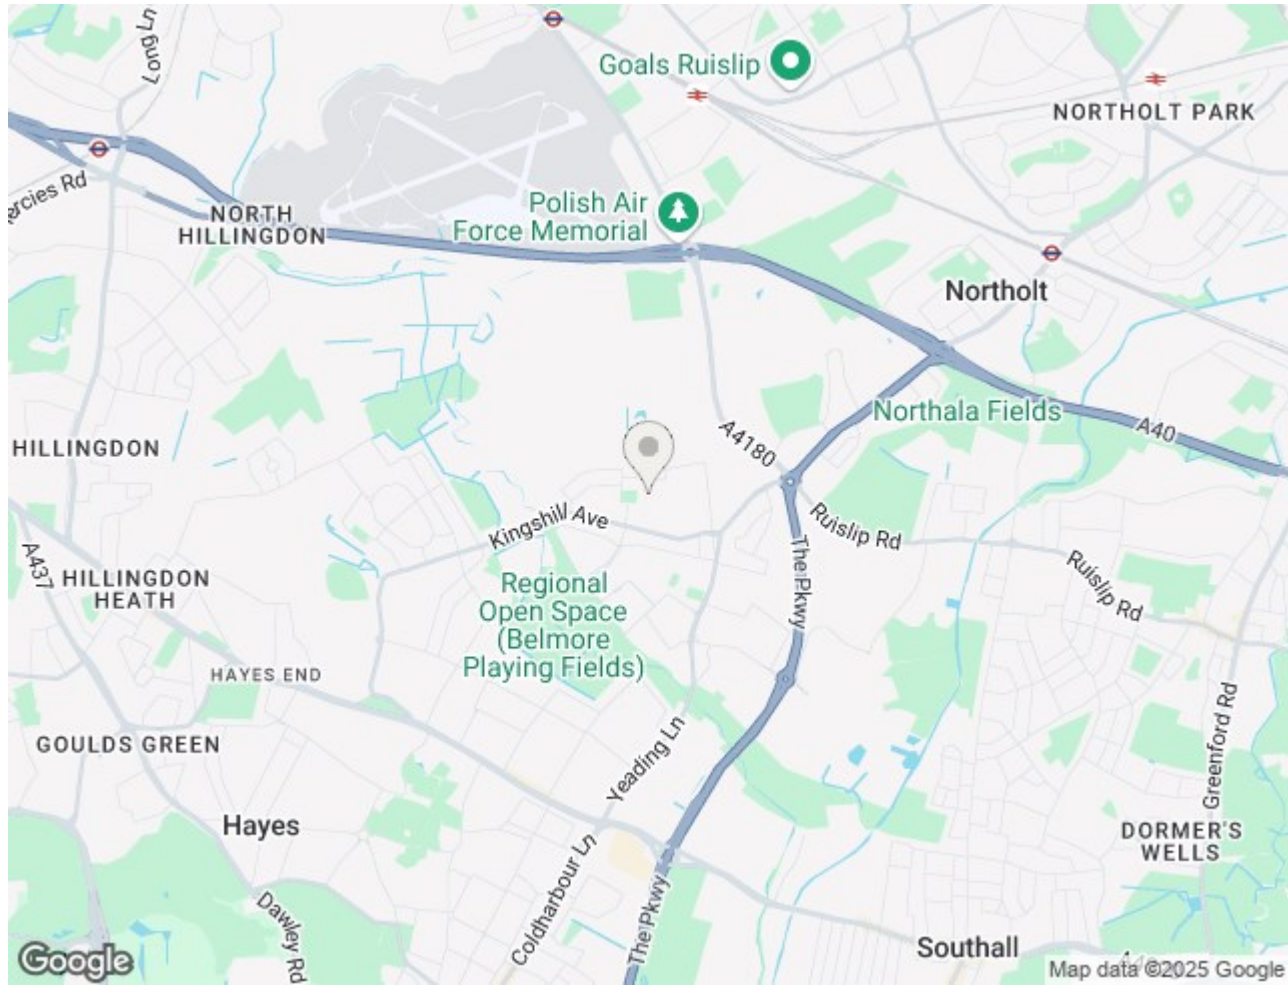 Long Ln
Goals Ruislip
NORTHOLT PARK
ercies Rd
Polish Air
Force Memorial
NORTH
HILLINGDON
Northolt
Northala Fields
A40
A4180
HILLINGDON
Kingshill Ave
Ruislip Rd
The Pkwy
Ruislip Rd
A437
HILLINGDON
HEATH
Regional
Open Space
(Belmore
Playing Fields)
HAYES END
GOULDS GREEN
Yeading Ln
Greenford Rd
Hayes
DORMER'S
WELLS
Coldharbour Ln
The Pkwy
Dawley Rd
Southall
Google
Map data ©2025 Google